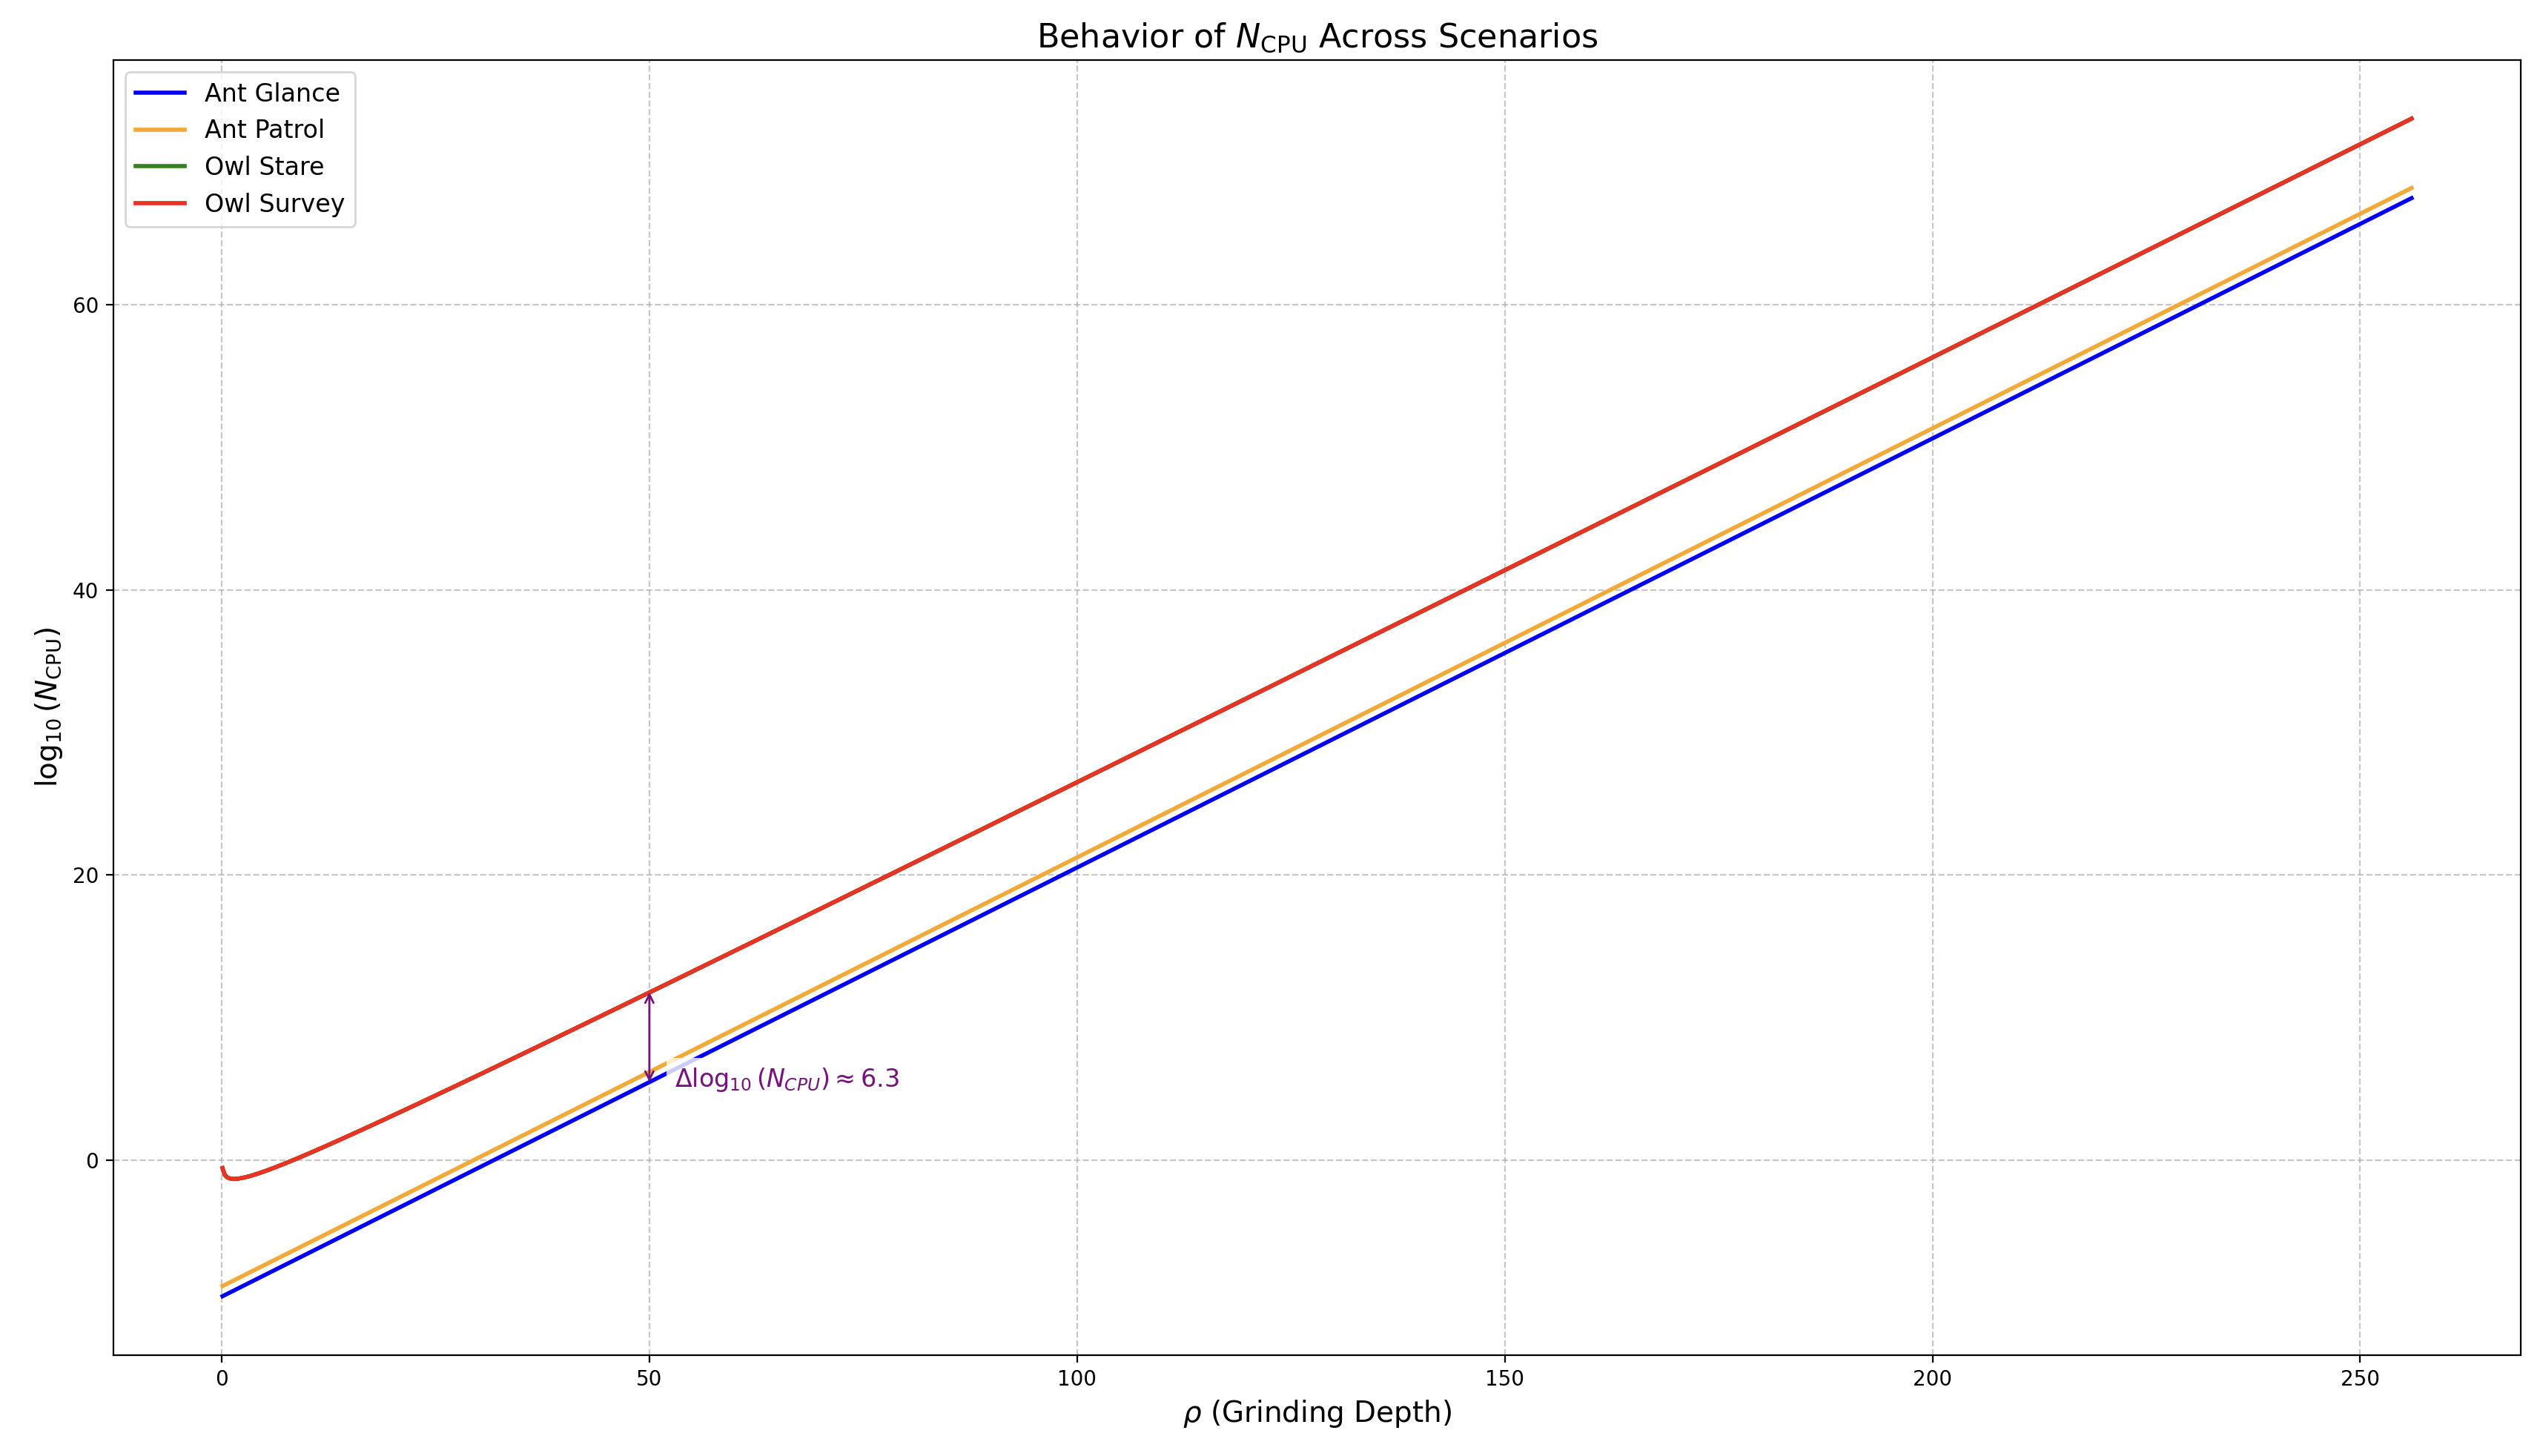 Behavior of N_CPU Across Scenarios
Ant Glance
Ant Patrol
Owl Stare
Owl Survey
log₁₀(N_CPU)
60
40
20
0
Δlog₁₀(N_CPU) ≈ 6.3
0
50
100
150
200
250
ρ (Grinding Depth)